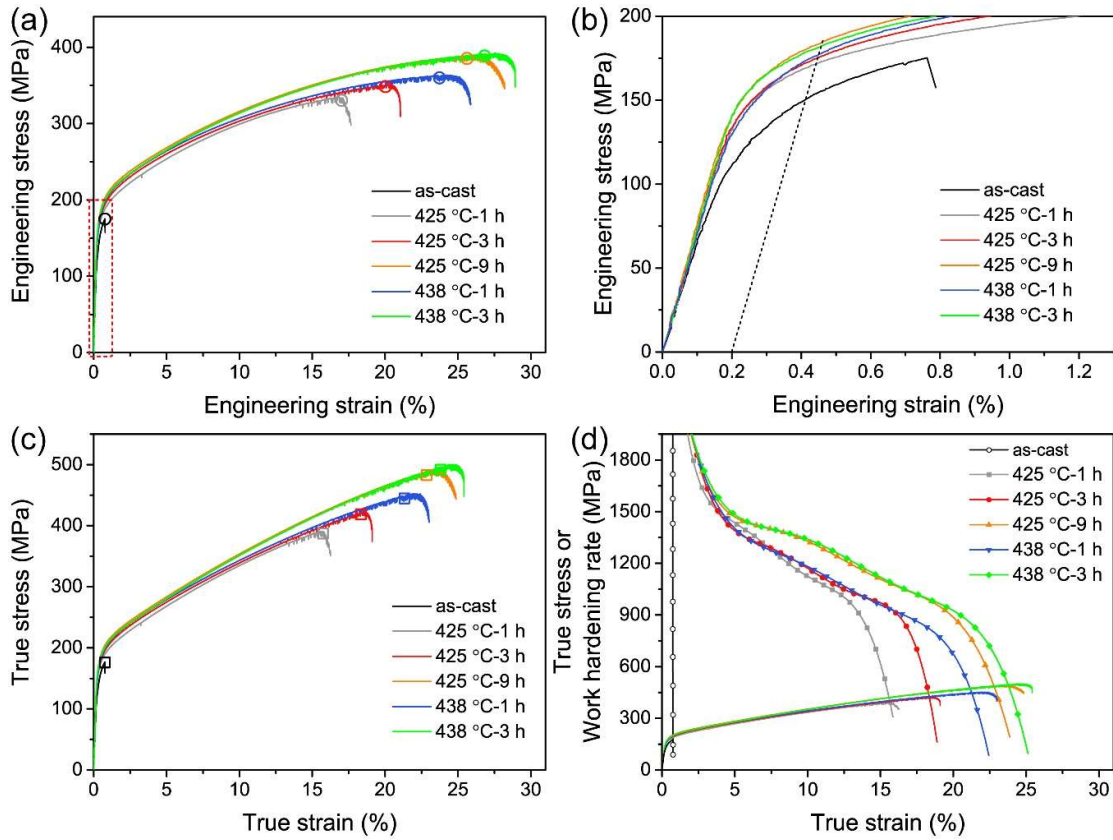 (a)
400
300
200
100
0
Engineering stress (MPa)
as-cast
425 °C-1 h
425 °C-3 h
425 °C-9 h
438 °C-1 h
438 °C-3 h
0 5 10 15 20 25 30
Engineering strain (%)
(b)
200
150
100
50
0
Engineering stress (MPa)
as-cast
425 °C-1 h
425 °C-3 h
425 °C-9 h
438 °C-1 h
438 °C-3 h
0.0 0.2 0.4 0.6 0.8 1.0 1.2
Engineering strain (%)
(c)
500
400
300
200
100
0
True stress (MPa)
as-cast
425 °C-1 h
425 °C-3 h
425 °C-9 h
438 °C-1 h
438 °C-3 h
0 5 10 15 20 25 30
True strain (%)
(d)
1800
1500
1200
900
600
300
0
True stress or
Work hardening rate (MPa)
as-cast
425 °C-1 h
425 °C-3 h
425 °C-9 h
438 °C-1 h
438 °C-3 h
0 5 10 15 20 25 30
True strain (%)